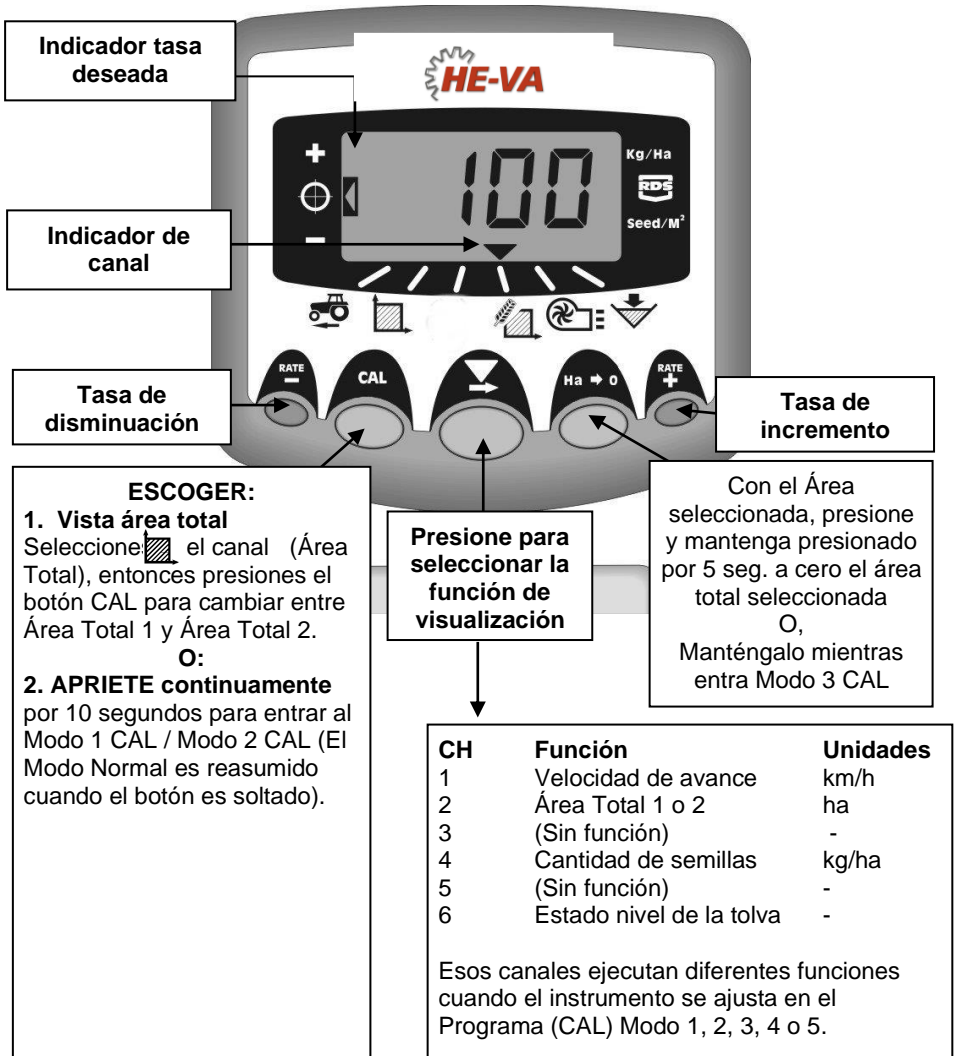 Indicador tasa
deseada
HE-VA
100
Kg/Ha
RDS
Seed/M²
Indicador de
canal
RATE
CAL
Ha → 0
RATE
Tasa de
disminuación
Tasa de
incremento
ESCOGER:
1. Vista área total
Seleccione el canal (Área
Total), entonces presiones el
botón CAL para cambiar entre
Área Total 1 y Área Total 2.
O:
2. APRIETE continuamente
por 10 segundos para entrar al
Modo 1 CAL / Modo 2 CAL (El
Modo Normal es reasumido
cuando el botón es soltado).
Presione para
seleccionar la
función de
visualización
Con el Área
seleccionada, presione
y mantenga presionado
por 5 seg. a cero el área
total seleccionada
O,
Manténgalo mientras
entra Modo 3 CAL
CH Función Unidades
1 Velocidad de avance km/h
2 Área Total 1 o 2 ha
3 (Sin función) -
4 Cantidad de semillas kg/ha
5 (Sin función) -
6 Estado nivel de la tolva -
Esos canales ejecutan diferentes funciones
cuando el instrumento se ajusta en el
Programa (CAL) Modo 1, 2, 3, 4 o 5.